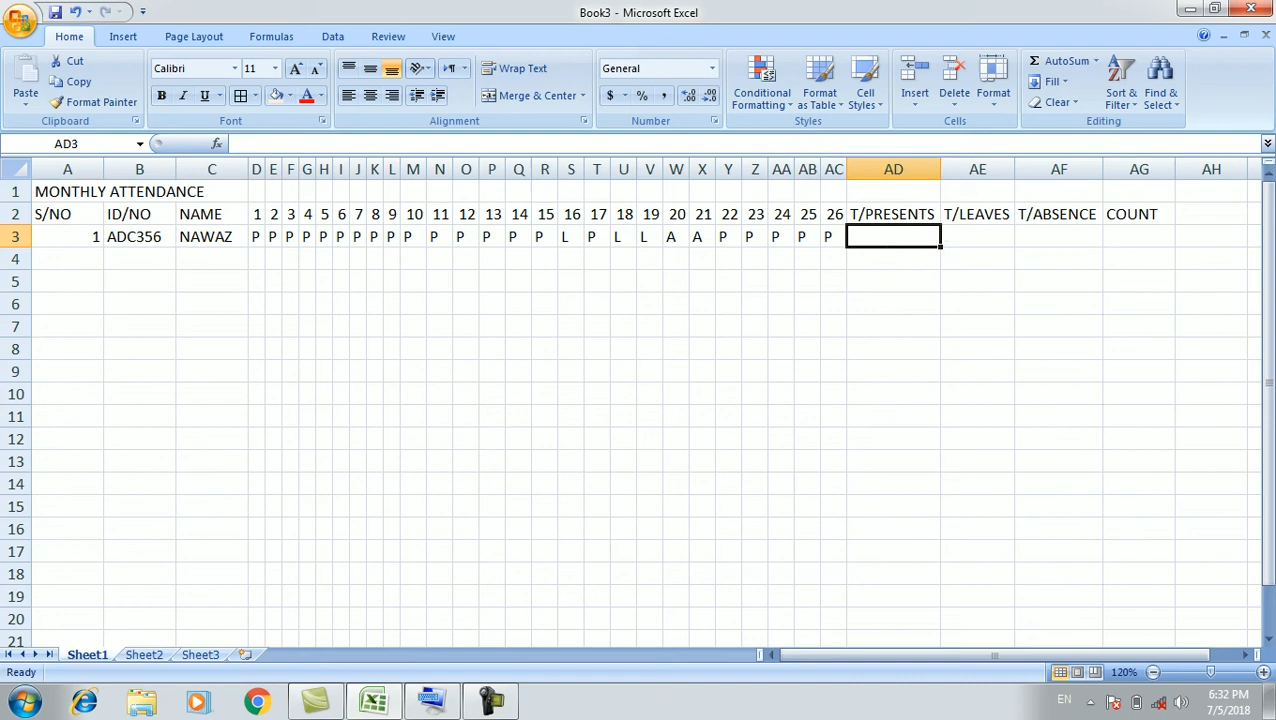 Book3 - Microsoft Excel
Home Insert Page Layout Formulas Data Review View
Cut
Copy
Format Painter
Paste
Clipboard
Calibri 11
B I U
Font
Wrap Text
Merge & Center
Alignment
General
$ % ,
Number
Conditional Formatting
Format as Table
Cell Styles
Styles
Insert Delete Format
Cells
AutoSum
Fill
Clear
Sort & Filter
Find & Select
Editing
AD3 fx
A B C D E F G H I J K L M N O P Q R S T U V W X Y Z AA AB AC AD AE AF AG AH
1 MONTHLY ATTENDANCE
2 S/NO ID/NO NAME 1 2 3 4 5 6 7 8 9 10 11 12 13 14 15 16 17 18 19 20 21 22 23 24 25 26 T/PRESENTS T/LEAVES T/ABSENCE COUNT
3 1 ADC356 NAWAZ P P P P P P P P P P P P P P P L P L L A A P P P P P
4
5
6
7
8
9
10
11
12
13
14
15
16
17
18
19
20
21
Sheet1 Sheet2 Sheet3
Ready 120%
EN 6:32 PM
7/5/2018